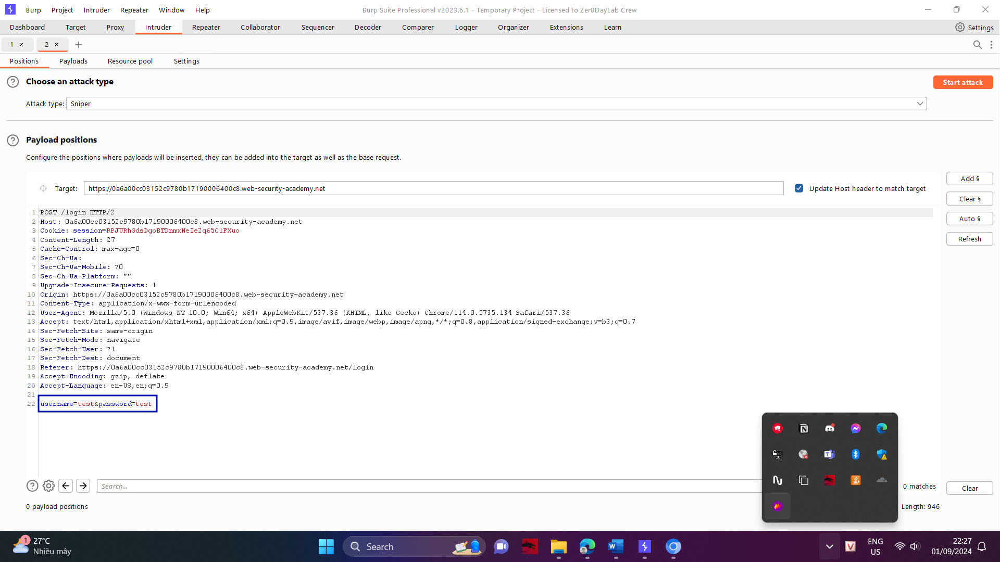 Burp Project Intruder Repeater Window Help
Burp Suite Professional v2023.6.1 - Temporary Project - Licensed to Zer0DayLab Crew
Dashboard Target Proxy Intruder Repeater Collaborator Sequencer Decoder Comparer Logger Organizer Extensions Learn Settings
1 × 2 × +
Positions Payloads Resource pool Settings
? Choose an attack type
Start attack
Attack type: Sniper
? Payload positions
Configure the positions where payloads will be inserted, they can be added into the target as well as the base request.
Target: https://0a6a00cc03152c9780b17190006400c8.web-security-academy.net
Update Host header to match target
Add §
Clear §
Auto §
Refresh
1 POST /login HTTP/2
2 Host: 0a6a00cc03152c9780b17190006400c8.web-security-academy.net
3 Cookie: session=RPJURhGdsDgoBTDnmxNeIe2q65ClFXuo
4 Content-Length: 27
5 Cache-Control: max-age=0
6 Sec-Ch-Ua:
7 Sec-Ch-Ua-Mobile: ?0
8 Sec-Ch-Ua-Platform: ""
9 Upgrade-Insecure-Requests: 1
10 Origin: https://0a6a00cc03152c9780b17190006400c8.web-security-academy.net
11 Content-Type: application/x-www-form-urlencoded
12 User-Agent: Mozilla/5.0 (Windows NT 10.0; Win64; x64) AppleWebKit/537.36 (KHTML, like Gecko) Chrome/114.0.5735.134 Safari/537.36
13 Accept: text/html,application/xhtml+xml,application/xml;q=0.9,image/avif,image/webp,image/apng,*/*;q=0.8,application/signed-exchange;v=b3;q=0.7
14 Sec-Fetch-Site: same-origin
15 Sec-Fetch-Mode: navigate
16 Sec-Fetch-User: ?1
17 Sec-Fetch-Dest: document
18 Referer: https://0a6a00cc03152c9780b17190006400c8.web-security-academy.net/login
19 Accept-Encoding: gzip, deflate
20 Accept-Language: en-US,en;q=0.9
21
22 username=test&password=test
? Search...
0 matches
Clear
0 payload positions
Length: 946
1 27°C
Nhiều mây
Search
ENG
US
22:27
01/09/2024